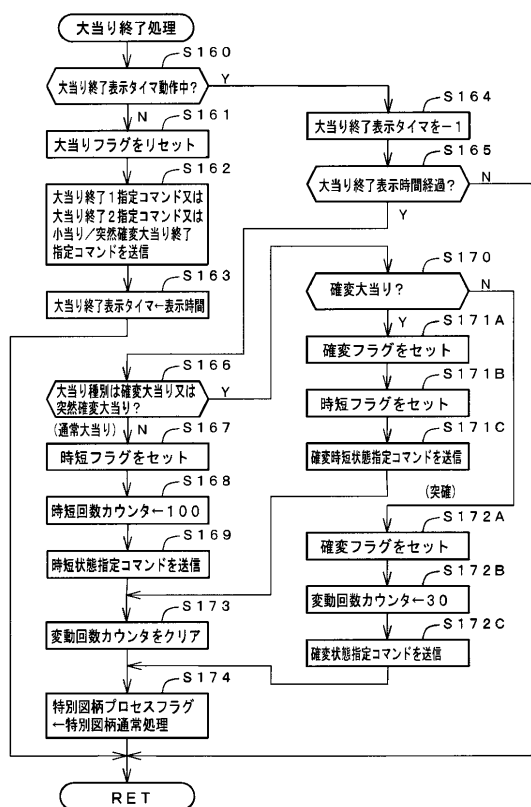 大当り終了処理
S160
大当り終了表示タイマ動作中?
Y
N
S161
大当りフラグをリセット
S162
大当り終了1指定コマンド又は
大当り終了2指定コマンド又は
小当り/突然確変大当り終了
指定コマンドを送信
S163
大当り終了表示タイマ←表示時間
S164
大当り終了表示タイマを-1
S165
大当り終了表示時間経過?
N
Y
S166
大当り種別は確変大当り又は
突然確変大当り?
Y
(通常大当り)
N
S167
時短フラグをセット
S168
時短回数カウンタ←100
S169
時短状態指定コマンドを送信
S170
確変大当り?
N
Y
S171A
確変フラグをセット
S171B
時短フラグをセット
S171C
確変時短状態指定コマンドを送信
(突確)
S172A
確変フラグをセット
S172B
変動回数カウンタ←30
S172C
確変状態指定コマンドを送信
S173
変動回数カウンタをクリア
S174
特別図柄プロセスフラグ
←特別図柄通常処理
RET